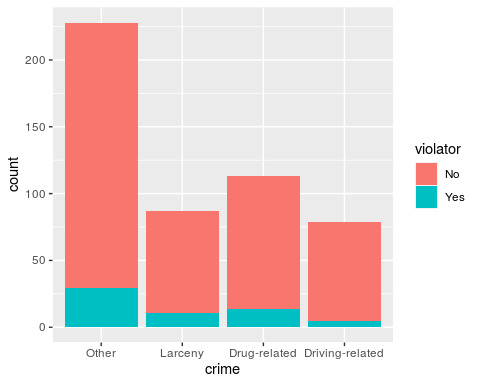 count
200
150
100
50
0
Other Larceny Drug-related Driving-related
crime
violator
No
Yes